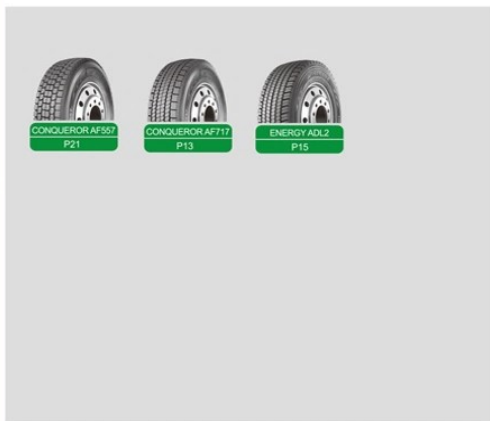 CONQUEROR AF557
P21
CONQUEROR AF717
P13
ENERGY ADL2
P15